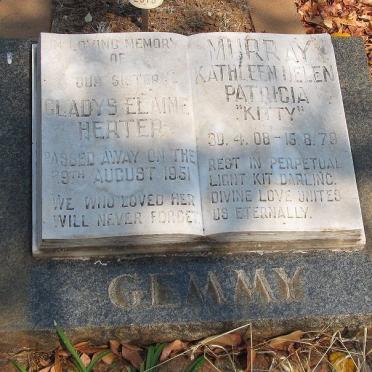 IN LOVING MEMORY
OF
OUR SISTER
GLADYS ELAINE
HERTER
PASSED AWAY ON THE
29TH AUGUST 1951
WE WHO LOVED HER
WILL NEVER FORGET
MURRAY
KATHLEEN HELEN
PATRICIA
"KITTY"
30.4.08-15.8.79
REST IN PERPETUAL
LIGHT KIT DARLING.
DIVINE LOVE UNITES
US ETERNALLY.
GEMMY